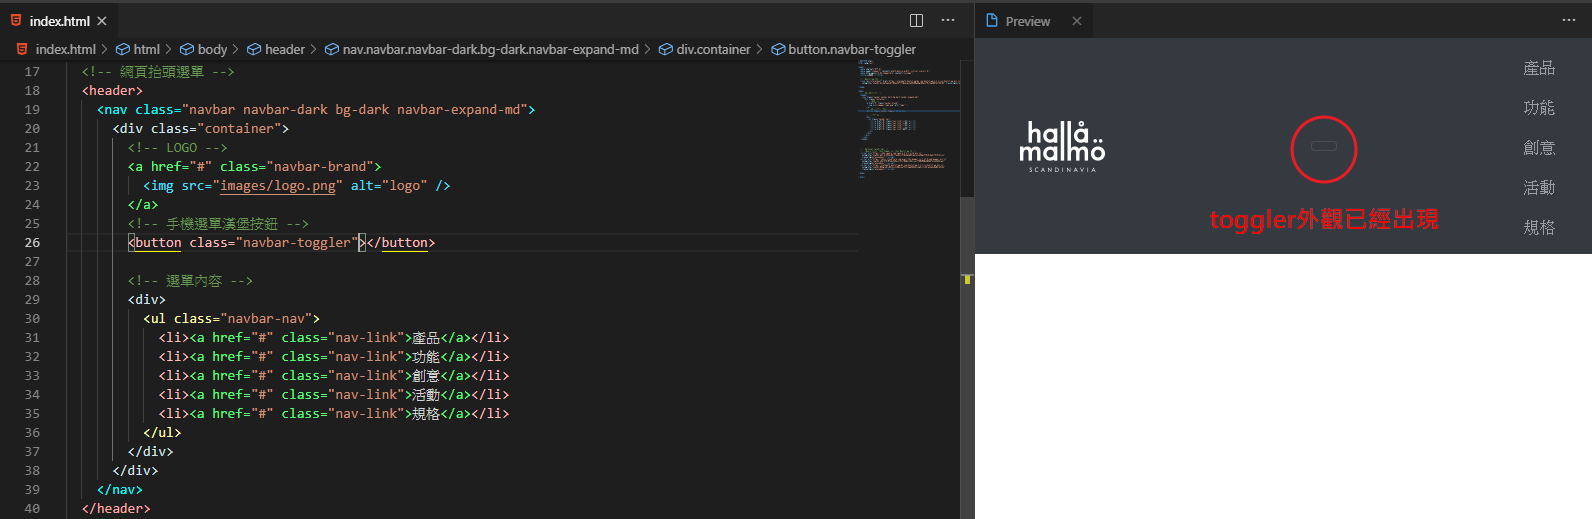 index.html
index.html > html > body > header > nav.navbar.navbar-dark.bg-dark.navbar-expand-md > div.container > button.navbar-toggler
17 <!-- 網頁抬頭選單 -->
18 <header>
19 <nav class="navbar navbar-dark bg-dark navbar-expand-md">
20 <div class="container">
21 <!-- LOGO -->
22 <a href="#" class="navbar-brand">
23 <img src="images/logo.png" alt="logo" />
24 </a>
25 <!-- 手機選單漢堡按鈕 -->
26 <button class="navbar-toggler"></button>
27
28 <!-- 選單內容 -->
29 <div>
30 <ul class="navbar-nav">
31 <li><a href="#" class="nav-link">產品</a></li>
32 <li><a href="#" class="nav-link">功能</a></li>
33 <li><a href="#" class="nav-link">創意</a></li>
34 <li><a href="#" class="nav-link">活動</a></li>
35 <li><a href="#" class="nav-link">規格</a></li>
36 </ul>
37 </div>
38 </div>
39 </nav>
40 </header>
Preview
hallå
malmö
SCANDINAVIA
toggler外觀已經出現
產品
功能
創意
活動
規格